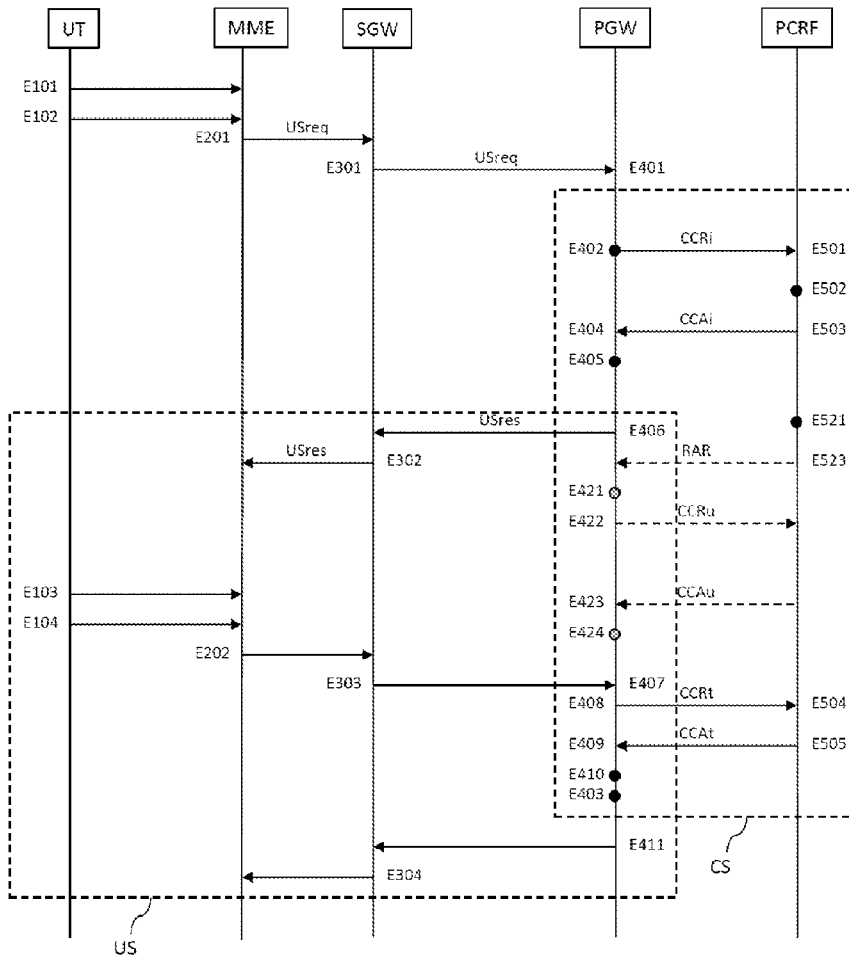 UT MME SGW PGW PCRF
E101
E102
E201 USreq
E301 USreq E401
E402 CCRi E501
E502
E404 CCAi E503
E405
E521
USres E406
USres E302 RAR E523
E421
E422 CCRu
E103 E423 CCAu
E104 E424
E202
E303 E407
E408 CCRt E504
E409 CCAt E505
E410
E403
E411
E304
CS
US